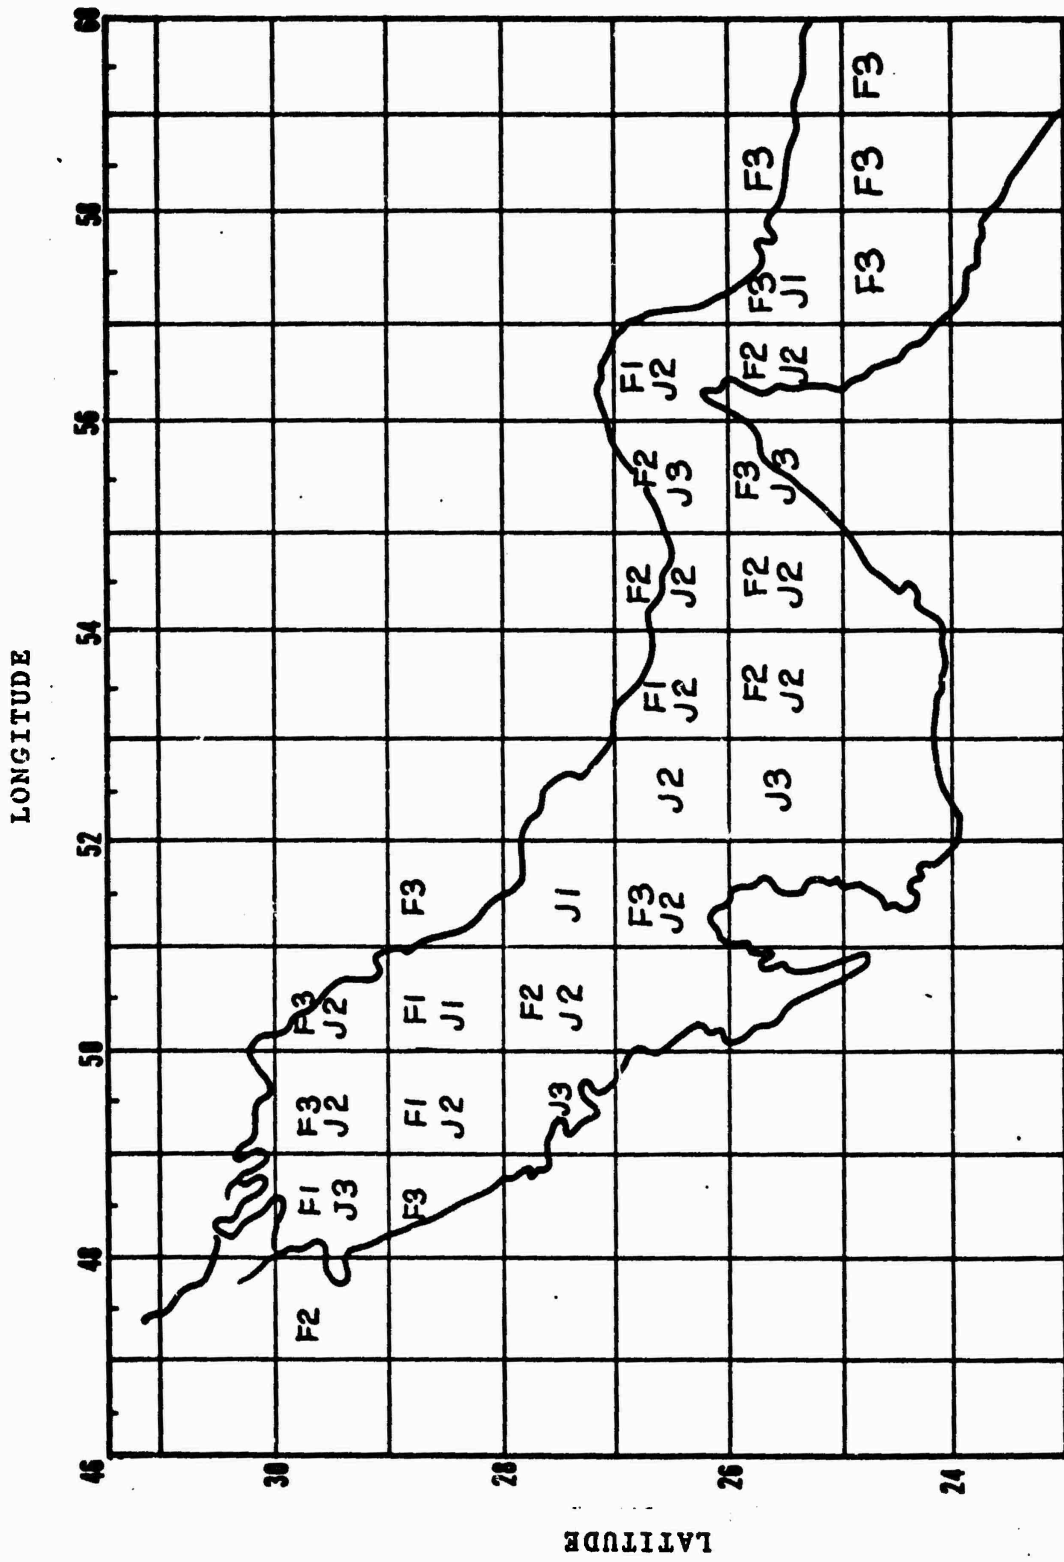 LONGITUDE
46 48 50 52 54 56 58 60
LATITUDE
30
F2 F1 F3 F3
J3 J2 J2
F3 F1 F1 F3
J2 J1
28
F2
J3 J2 J1
F3 F1 F2 F2 F1
J2 J2 J2 J2 J3 J2
26
F2 F2 F3 F2 F3 F3
J3 J2 J2 J3 J2 J1
F3 F3 F3
24